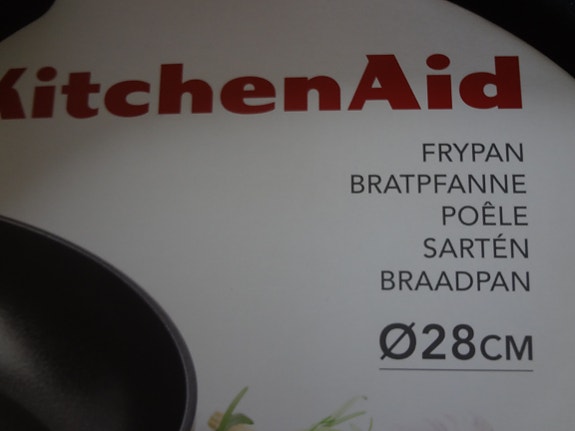 KitchenAid
FRYPAN
BRATPFANNE
POÊLE
SARTÉN
BRAADPAN
Ø28CM